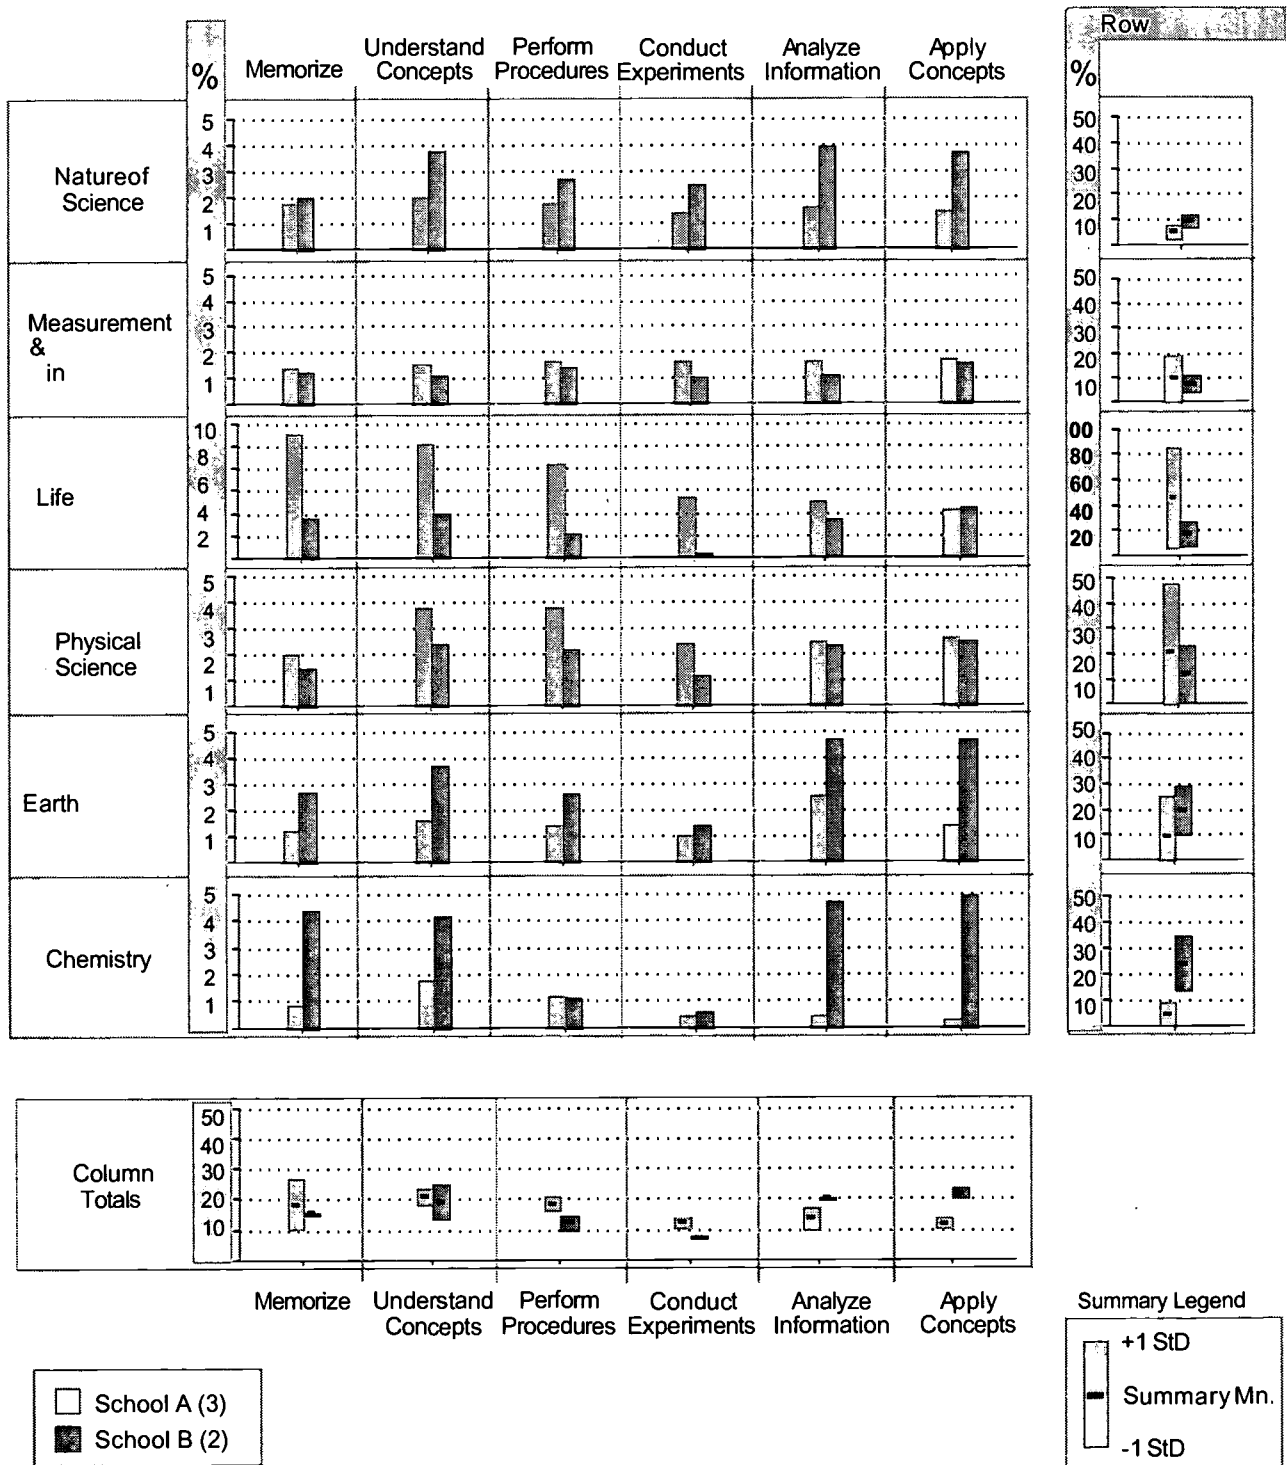 Row
%
Memorize
Understand Concepts
Perform Procedures
Conduct Experiments
Analyze Information
Apply Concepts
%
Natureof
Science
5
4
3
2
1
50
40
30
20
10
Measurement
&
in
5
4
3
2
1
50
40
30
20
10
Life
10
8
6
4
2
00
80
60
40
20
Physical
Science
5
4
3
2
1
50
40
30
20
10
Earth
5
4
3
2
1
50
40
30
20
10
Chemistry
5
4
3
2
1
50
40
30
20
10
Column
Totals
50
40
30
20
10
Memorize
Understand Concepts
Perform Procedures
Conduct Experiments
Analyze Information
Apply Concepts
School A (3)
School B (2)
Summary Legend
+1 StD
Summary Mn.
-1 StD